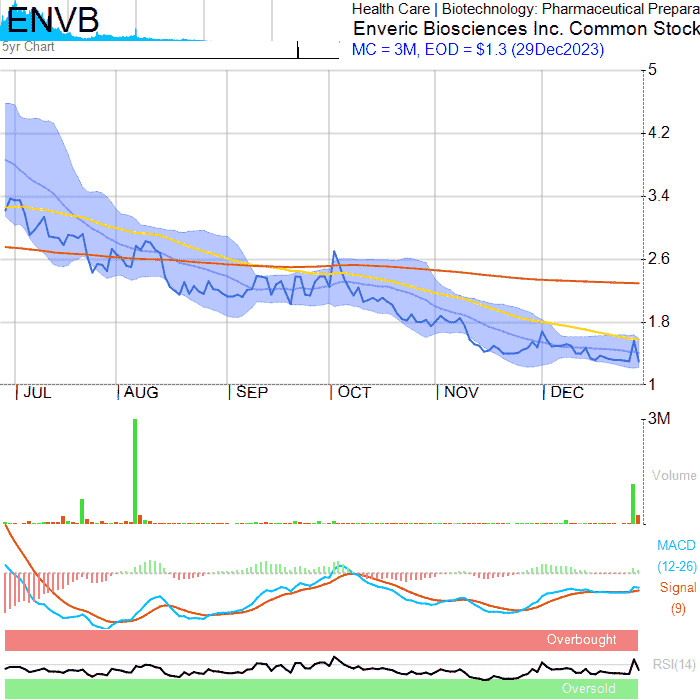 ENVB
5yr Chart
Health Care | Biotechnology: Pharmaceutical Prepara
Enveric Biosciences Inc. Common Stock
MC = 3M, EOD = $1.3 (29Dec2023)
5
4.2
3.4
2.6
1.8
1
JUL AUG SEP OCT NOV DEC
3M
Volume
MACD
(12-26)
Signal
(9)
Overbought
RSI(14)
Oversold